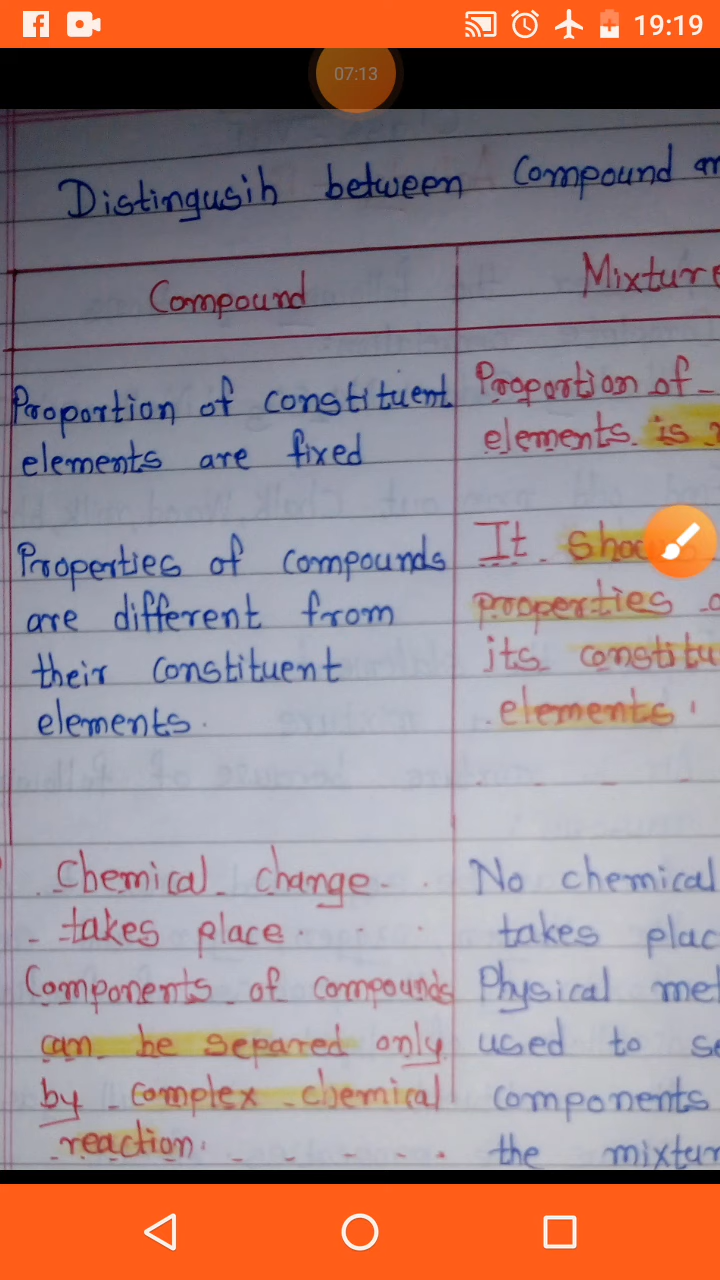 19:19
07:13
Distingusih between Compound
Compound
Mixture
Proportion of constituent
elements are fixed
Proportion of
elements. is
Properties of compounds
are different from
their constituent
elements.
It
properties
its
elements.
Chemical change.
takes place.
No chemical
takes
Components of compounds
can be separred only
by complex chemical
reaction.
Physical
used to
components
the